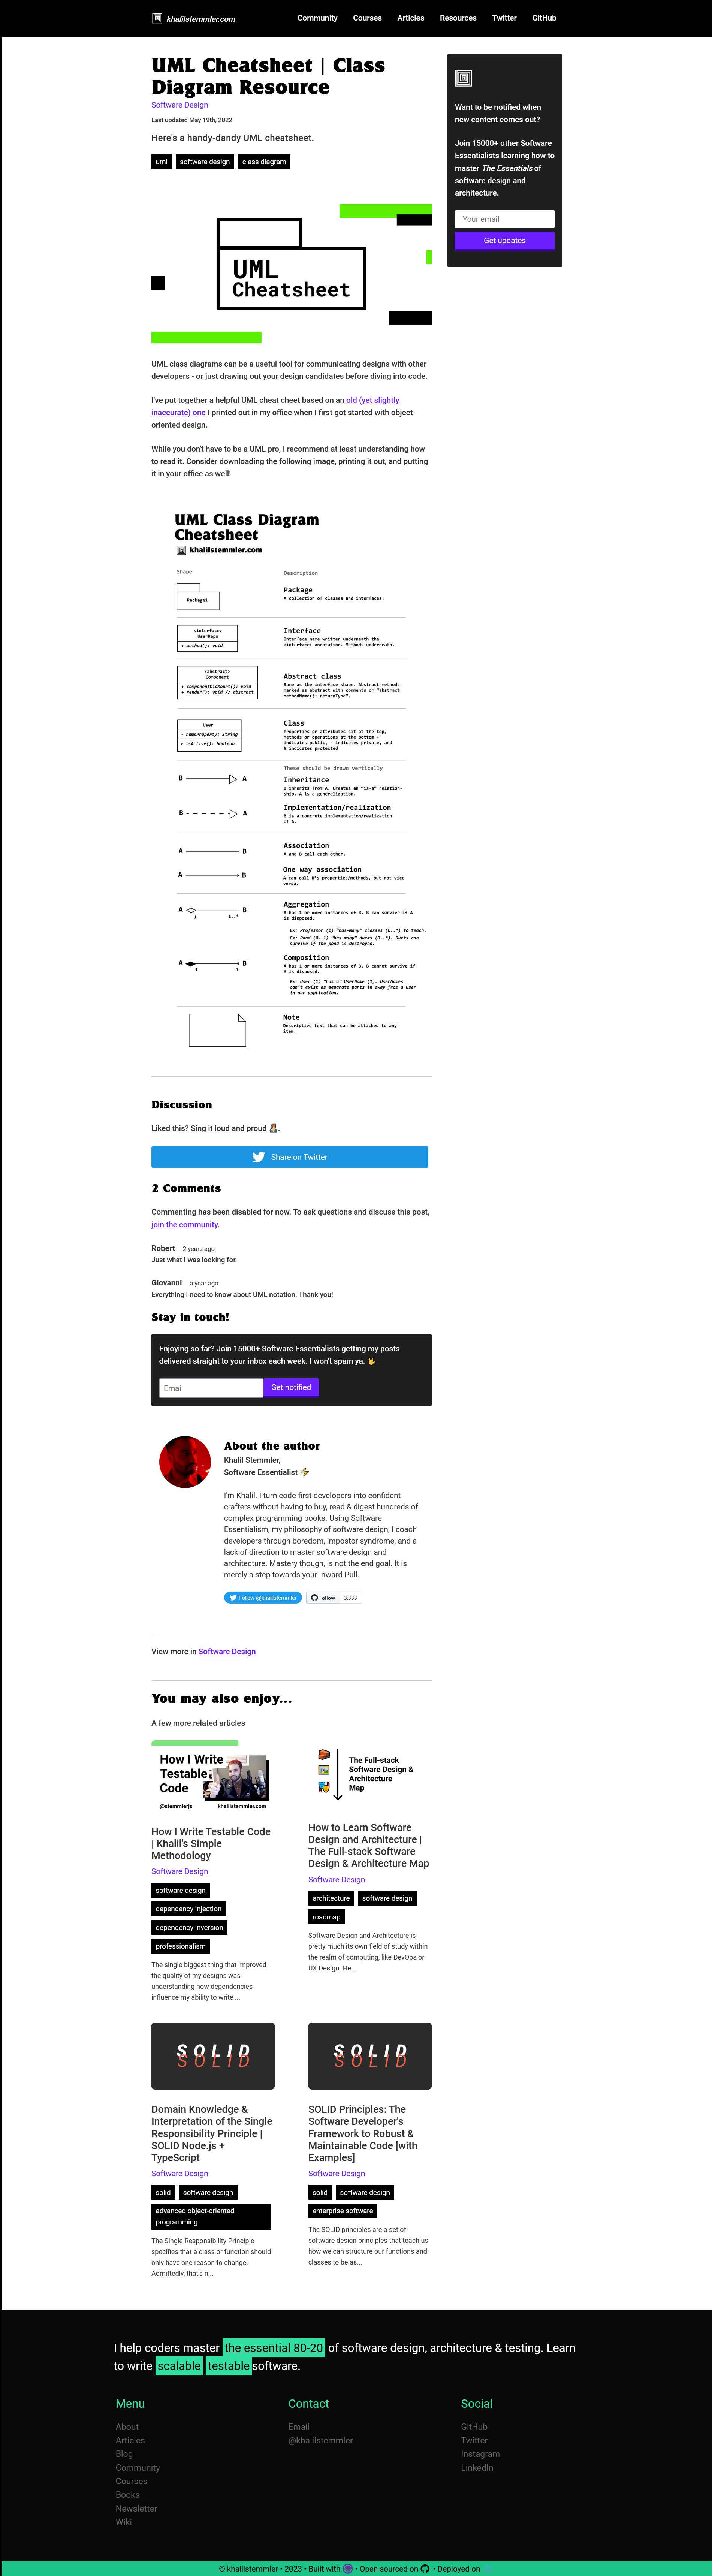 khalilstemmler.com
Community Courses Articles Resources Twitter GitHub
UML Cheatsheet | Class
Diagram Resource
Software Design
Last updated May 19th, 2022
Here's a handy-dandy UML cheatsheet.
uml software design class diagram
UML
Cheatsheet
UML class diagrams can be a useful tool for communicating designs with other
developers - or just drawing out your design candidates before diving into code.
I've put together a helpful UML cheat cheet based on an old (yet slightly
inaccurate) one I printed out in my office when I first got started with object-
oriented design.
While you don't have to be a UML pro, I recommend at least understanding how
to read it. Consider downloading the following image, printing it out, and putting
it in your office as well!
Want to be notified when
new content comes out?
Join 15000+ other Software
Essentialists learning how to
master The Essentials of
software design and
architecture.
Your email
Get updates
UML Class Diagram
Cheatsheet
khalilstemmler.com
Shape Description
Package1
Package
A collection of classes and interfaces.
<interface>
UserRepo
+ method(): void
Interface
Interface name written underneath the
<interface> annotation. Methods underneath.
<abstract>
Component
+ componentDidMount(): void
+ render(): void // abstract
Abstract class
Same as the interface shape. Abstract methods
marked as abstract with comments or "abstract
methodName(): returnType".
User
- nameProperty: String
+ isActive(): boolean
Class
Properties or attributes sit at the top,
methods or operations at the bottom +
indicates public, - indicates private, and
# indicates protected
These should be drawn vertically
B A
Inheritance
B inherits from A. Creates an "is-a" relation-
ship. A is a generalization.
B A
Implementation/realization
B is a concrete implementation/realization
of A.
A B
Association
A and B call each other.
A B
One way association
A can call B's properties/methods, but not vice
versa.
A B
1 1..*
Aggregation
A has 1 or more instances of B. B can survive if A
is disposed.
Ex: Professor (1) "has-many" classes (0..*) to teach.
Ex: Pond (0..1) "has-many" ducks (0..*). Ducks can
survive if the pond is destroyed.
A B
1 1
Composition
A has 1 or more instances of B. B cannot survive if
A is disposed.
Ex: User (1) "has a" UserName (1). UserNames
can't exist as separate parts in away from a User
in our application.
Note
Descriptive text that can be attached to any
item.
Discussion
Liked this? Sing it loud and proud 👨‍🎤.
Share on Twitter
2 Comments
Commenting has been disabled for now. To ask questions and discuss this post,
join the community.
Robert 2 years ago
Just what I was looking for.
Giovanni a year ago
Everything I need to know about UML notation. Thank you!
Stay in touch!
Enjoying so far? Join 15000+ Software Essentialists getting my posts
delivered straight to your inbox each week. I won't spam ya. 🖖
Email Get notified
About the author
Khalil Stemmler,
Software Essentialist ⚡
I'm Khalil. I turn code-first developers into confident
crafters without having to buy, read & digest hundreds of
complex programming books. Using Software
Essentialism, my philosophy of software design, I coach
developers through boredom, impostor syndrome, and a
lack of direction to master software design and
architecture. Mastery though, is not the end goal. It is
merely a step towards your Inward Pull.
Follow @khalilstemmler Follow 3,333
View more in Software Design
You may also enjoy...
A few more related articles
How I Write
Testable
Code
@stemmlerjs khalilstemmler.com
How I Write Testable Code
| Khalil's Simple
Methodology
Software Design
software design
dependency injection
dependency inversion
professionalism
The single biggest thing that improved
the quality of my designs was
understanding how dependencies
influence my ability to write ...
The Full-stack
Software Design &
Architecture
Map
How to Learn Software
Design and Architecture |
The Full-stack Software
Design & Architecture Map
Software Design
architecture software design
roadmap
Software Design and Architecture is
pretty much its own field of study within
the realm of computing, like DevOps or
UX Design. He...
SOLID
SOLID
Domain Knowledge &
Interpretation of the Single
Responsibility Principle |
SOLID Node.js +
TypeScript
Software Design
solid software design
advanced object-oriented
programming
The Single Responsibility Principle
specifies that a class or function should
only have one reason to change.
Admittedly, that's n...
SOLID
SOLID
SOLID Principles: The
Software Developer's
Framework to Robust &
Maintainable Code [with
Examples]
Software Design
solid software design
enterprise software
The SOLID principles are a set of
software design principles that teach us
how we can structure our functions and
classes to be as...
I help coders master the essential 80-20 of software design, architecture & testing. Learn
to write scalable testable software.
Menu
About
Articles
Blog
Community
Courses
Books
Newsletter
Wiki
Contact
Email
@khalilstemmler
Social
GitHub
Twitter
Instagram
LinkedIn
© khalilstemmler • 2023 • Built with • Open sourced on • Deployed on